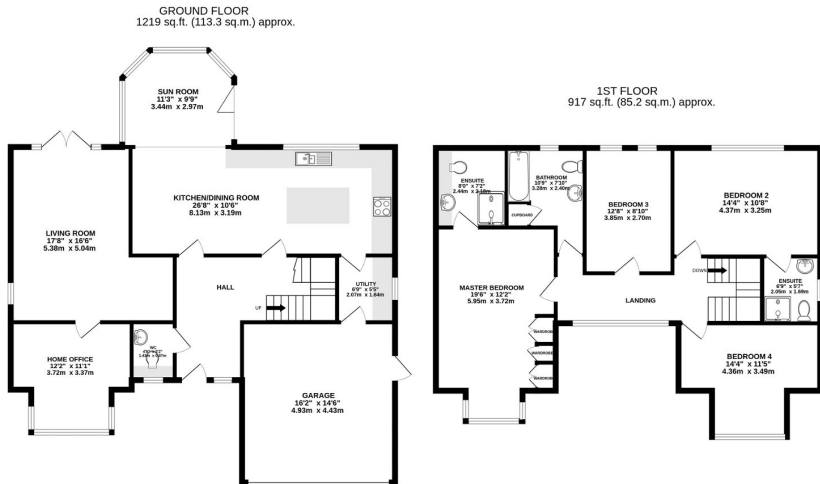 GROUND FLOOR
1219 sq.ft. (113.3 sq.m.) approx.
SUN ROOM
11'3" x 9'9"
3.44m x 2.97m
KITCHEN/DINING ROOM
26'8" x 10'6"
8.13m x 3.19m
LIVING ROOM
17'8" x 16'6"
5.38m x 5.04m
HALL
UP
UTILITY
6'9" x 5'5"
2.07m x 1.64m
HOME OFFICE
12'2" x 11'1"
3.72m x 3.37m
WC
GARAGE
16'2" x 14'6"
4.93m x 4.43m
1ST FLOOR
917 sq.ft. (85.2 sq.m.) approx.
ENSUITE
8'0" x 7'2"
2.44m x
BATHROOM
10'9" x 7'10"
3.28m x 2.40m
CUPBOARD
BEDROOM 3
12'8" x 8'10"
3.85m x 2.70m
BEDROOM 2
14'4" x 10'8"
4.37m x 3.25m
MASTER BEDROOM
19'6" x 12'2"
5.95m x 3.72m
WARDROBE
WARDROBE
WARDROBE
LANDING
DOWN
ENSUITE
6'9" x 5'7"
2.05m x 1.69m
BEDROOM 4
14'4" x 11'5"
4.36m x 3.49m